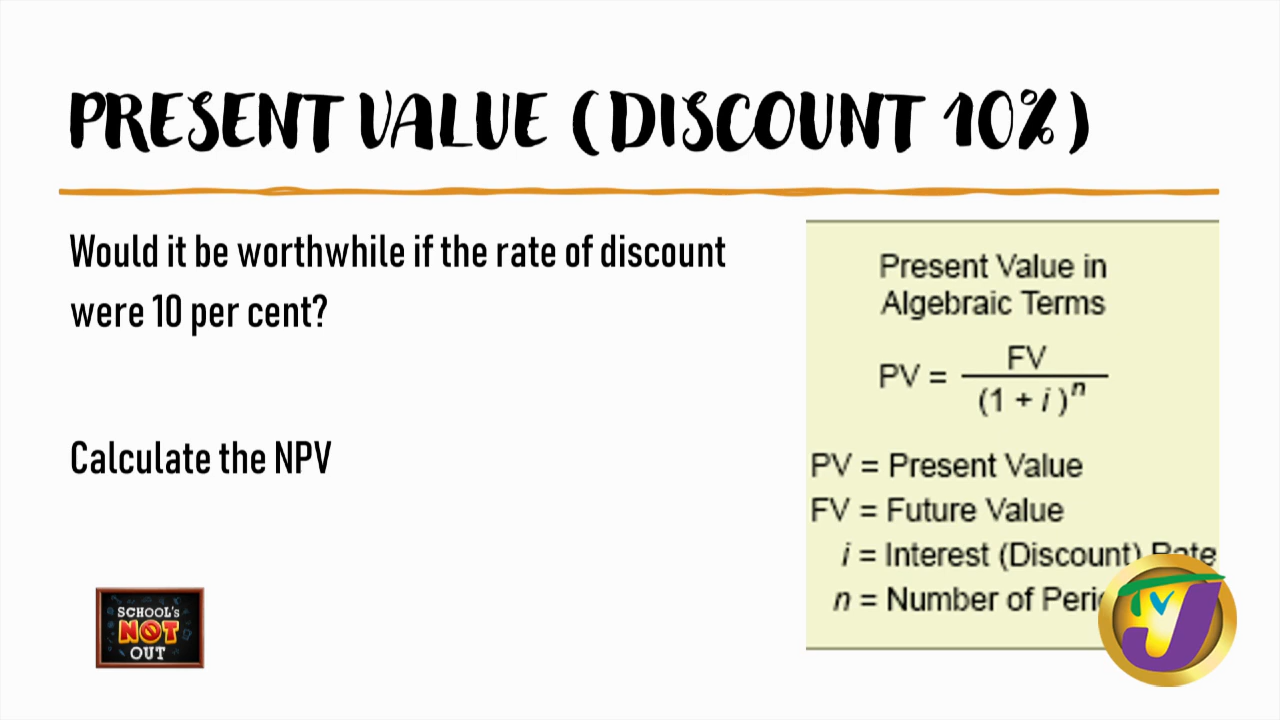 PRESENT VALUE (DISCOUNT 10%)
Would it be worthwhile if the rate of discount
were 10 per cent?
Calculate the NPV
Present Value in
Algebraic Terms
PV = FV
(1 + i)ⁿ
PV = Present Value
FV = Future Value
i = Interest (Discount) Rate
n = Number of
SCHOOL's
NOT
OUT
TVJ